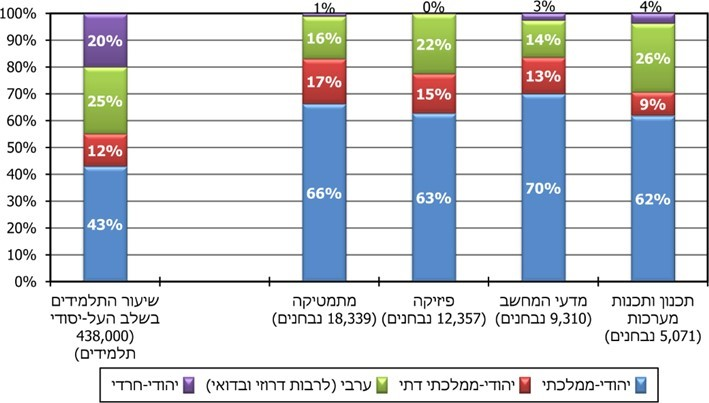 1%
0%
3%
4%
100%
90%
80%
70%
60%
50%
40%
30%
20%
10%
0%
20%
25%
12%
43%
16%
17%
66%
22%
15%
63%
14%
13%
70%
26%
9%
62%
שיעור התלמידים
בשלב העל-יסודי
(438,000
תלמידים)
מתמטיקה
(18,339 נבחנים)
פיזיקה
(12,357 נבחנים)
מדעי המחשב
(9,310 נבחנים)
תכנון ותכנות
מערכות
(5,071 נבחנים)
יהודי-ממלכתי
יהודי-ממלכתי דתי
ערבי (לרבות דרוזי ובדואי)
יהודי-חרדי